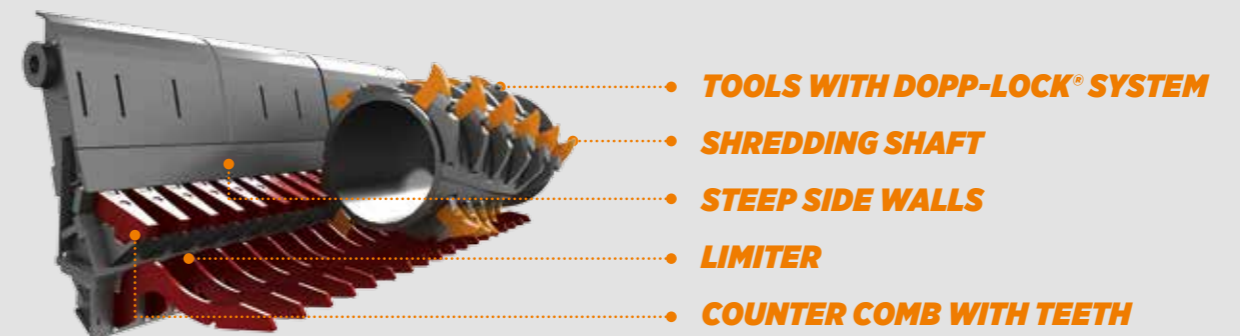 TOOLS WITH DOPP-LOCK® SYSTEM
SHREDDING SHAFT
STEEP SIDE WALLS
LIMITER
COUNTER COMB WITH TEETH